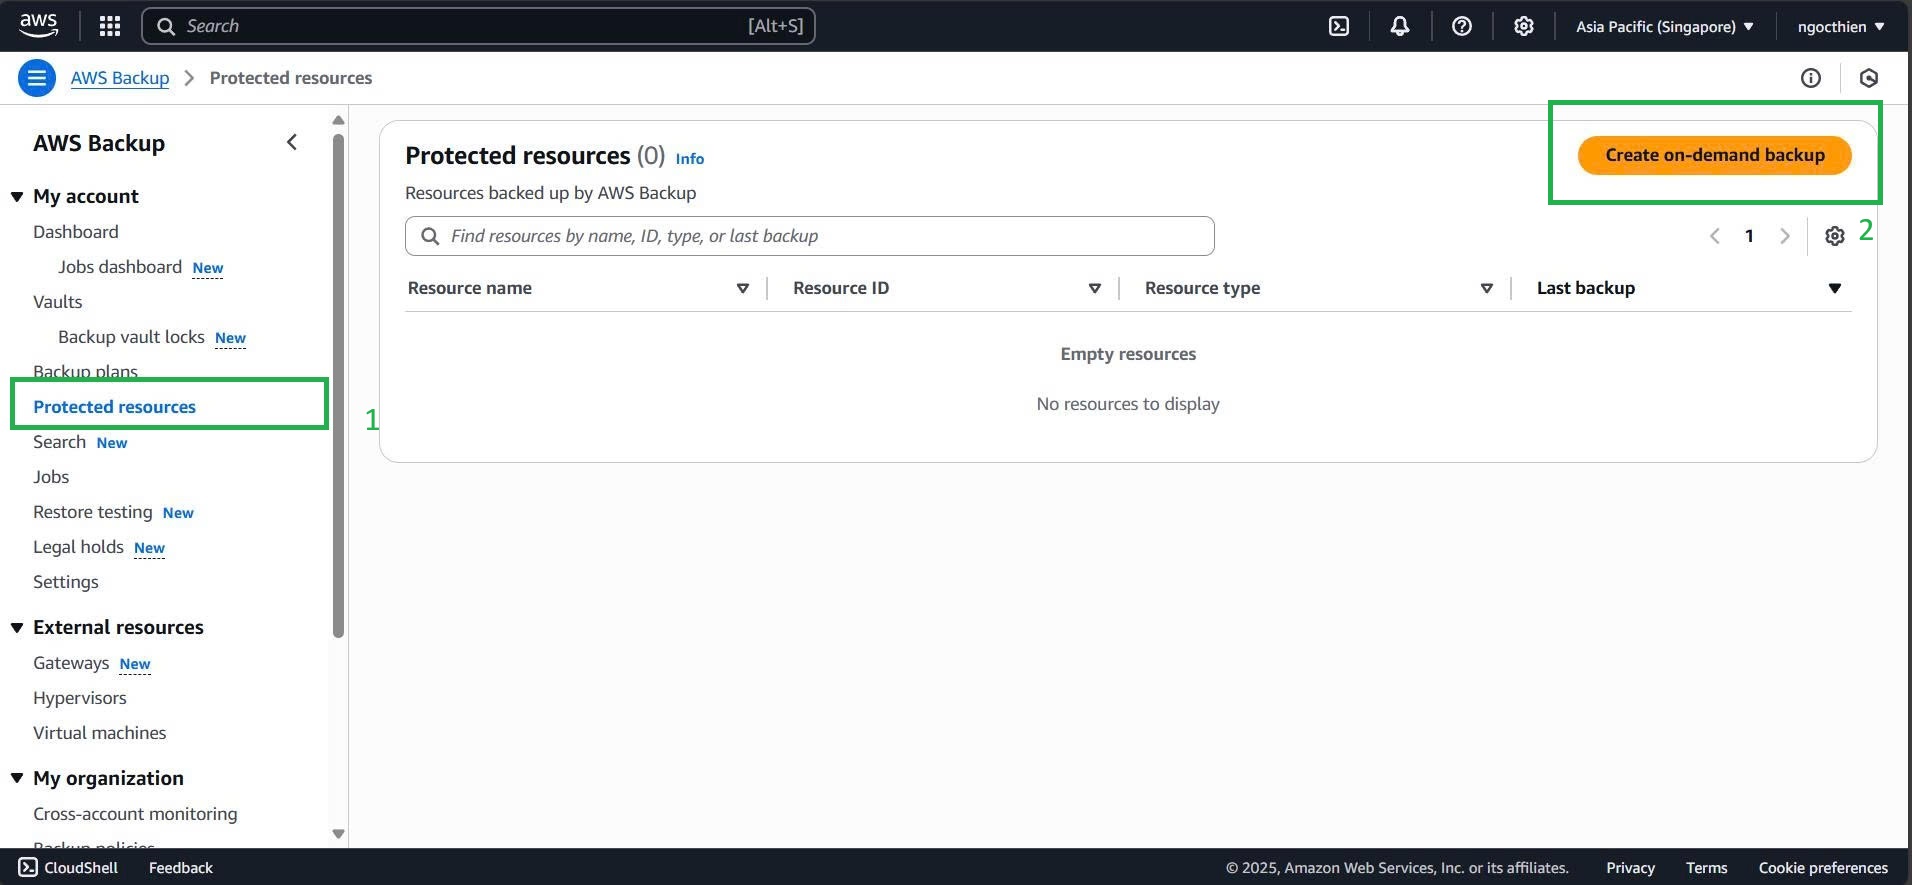 aws
Search [Alt+S]
Asia Pacific (Singapore)
ngocthien
AWS Backup
Protected resources
AWS Backup
My account
Dashboard
Jobs dashboard New
Vaults
Backup vault locks New
Backup plans
Protected resources
Search New
Jobs
Restore testing New
Legal holds New
Settings
External resources
Gateways New
Hypervisors
Virtual machines
My organization
Cross-account monitoring
Backup policies
1
Protected resources (0) Info
Create on-demand backup
Resources backed up by AWS Backup
Find resources by name, ID, type, or last backup
1
2
Resource name Resource ID Resource type Last backup
Empty resources
No resources to display
CloudShell Feedback
© 2025, Amazon Web Services, Inc. or its affiliates. Privacy Terms Cookie preferences